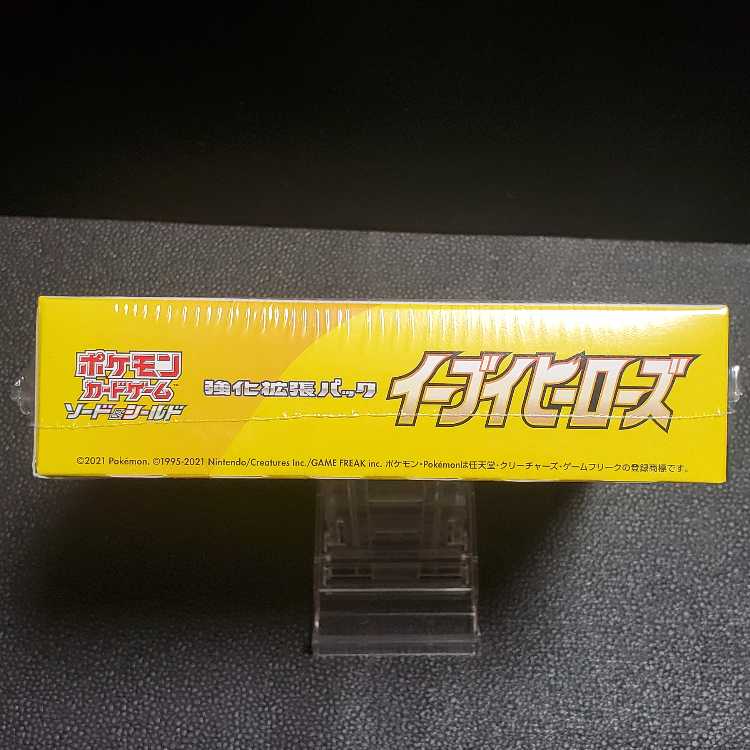 ポケモン
カードゲーム
ソード&シールド
強化拡張パック
イーブイヒーローズ
©2021 Pokémon. ©1995-2021 Nintendo/Creatures Inc./GAME FREAK inc. ポケモン・Pokémonは任天堂・クリーチャーズ・ゲームフリークの登録商標です。